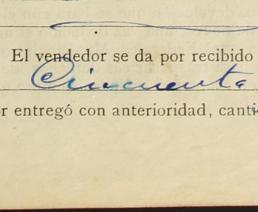 El vendedor se da por recibido
Cincuenta
r entregó con anterioridad, canti